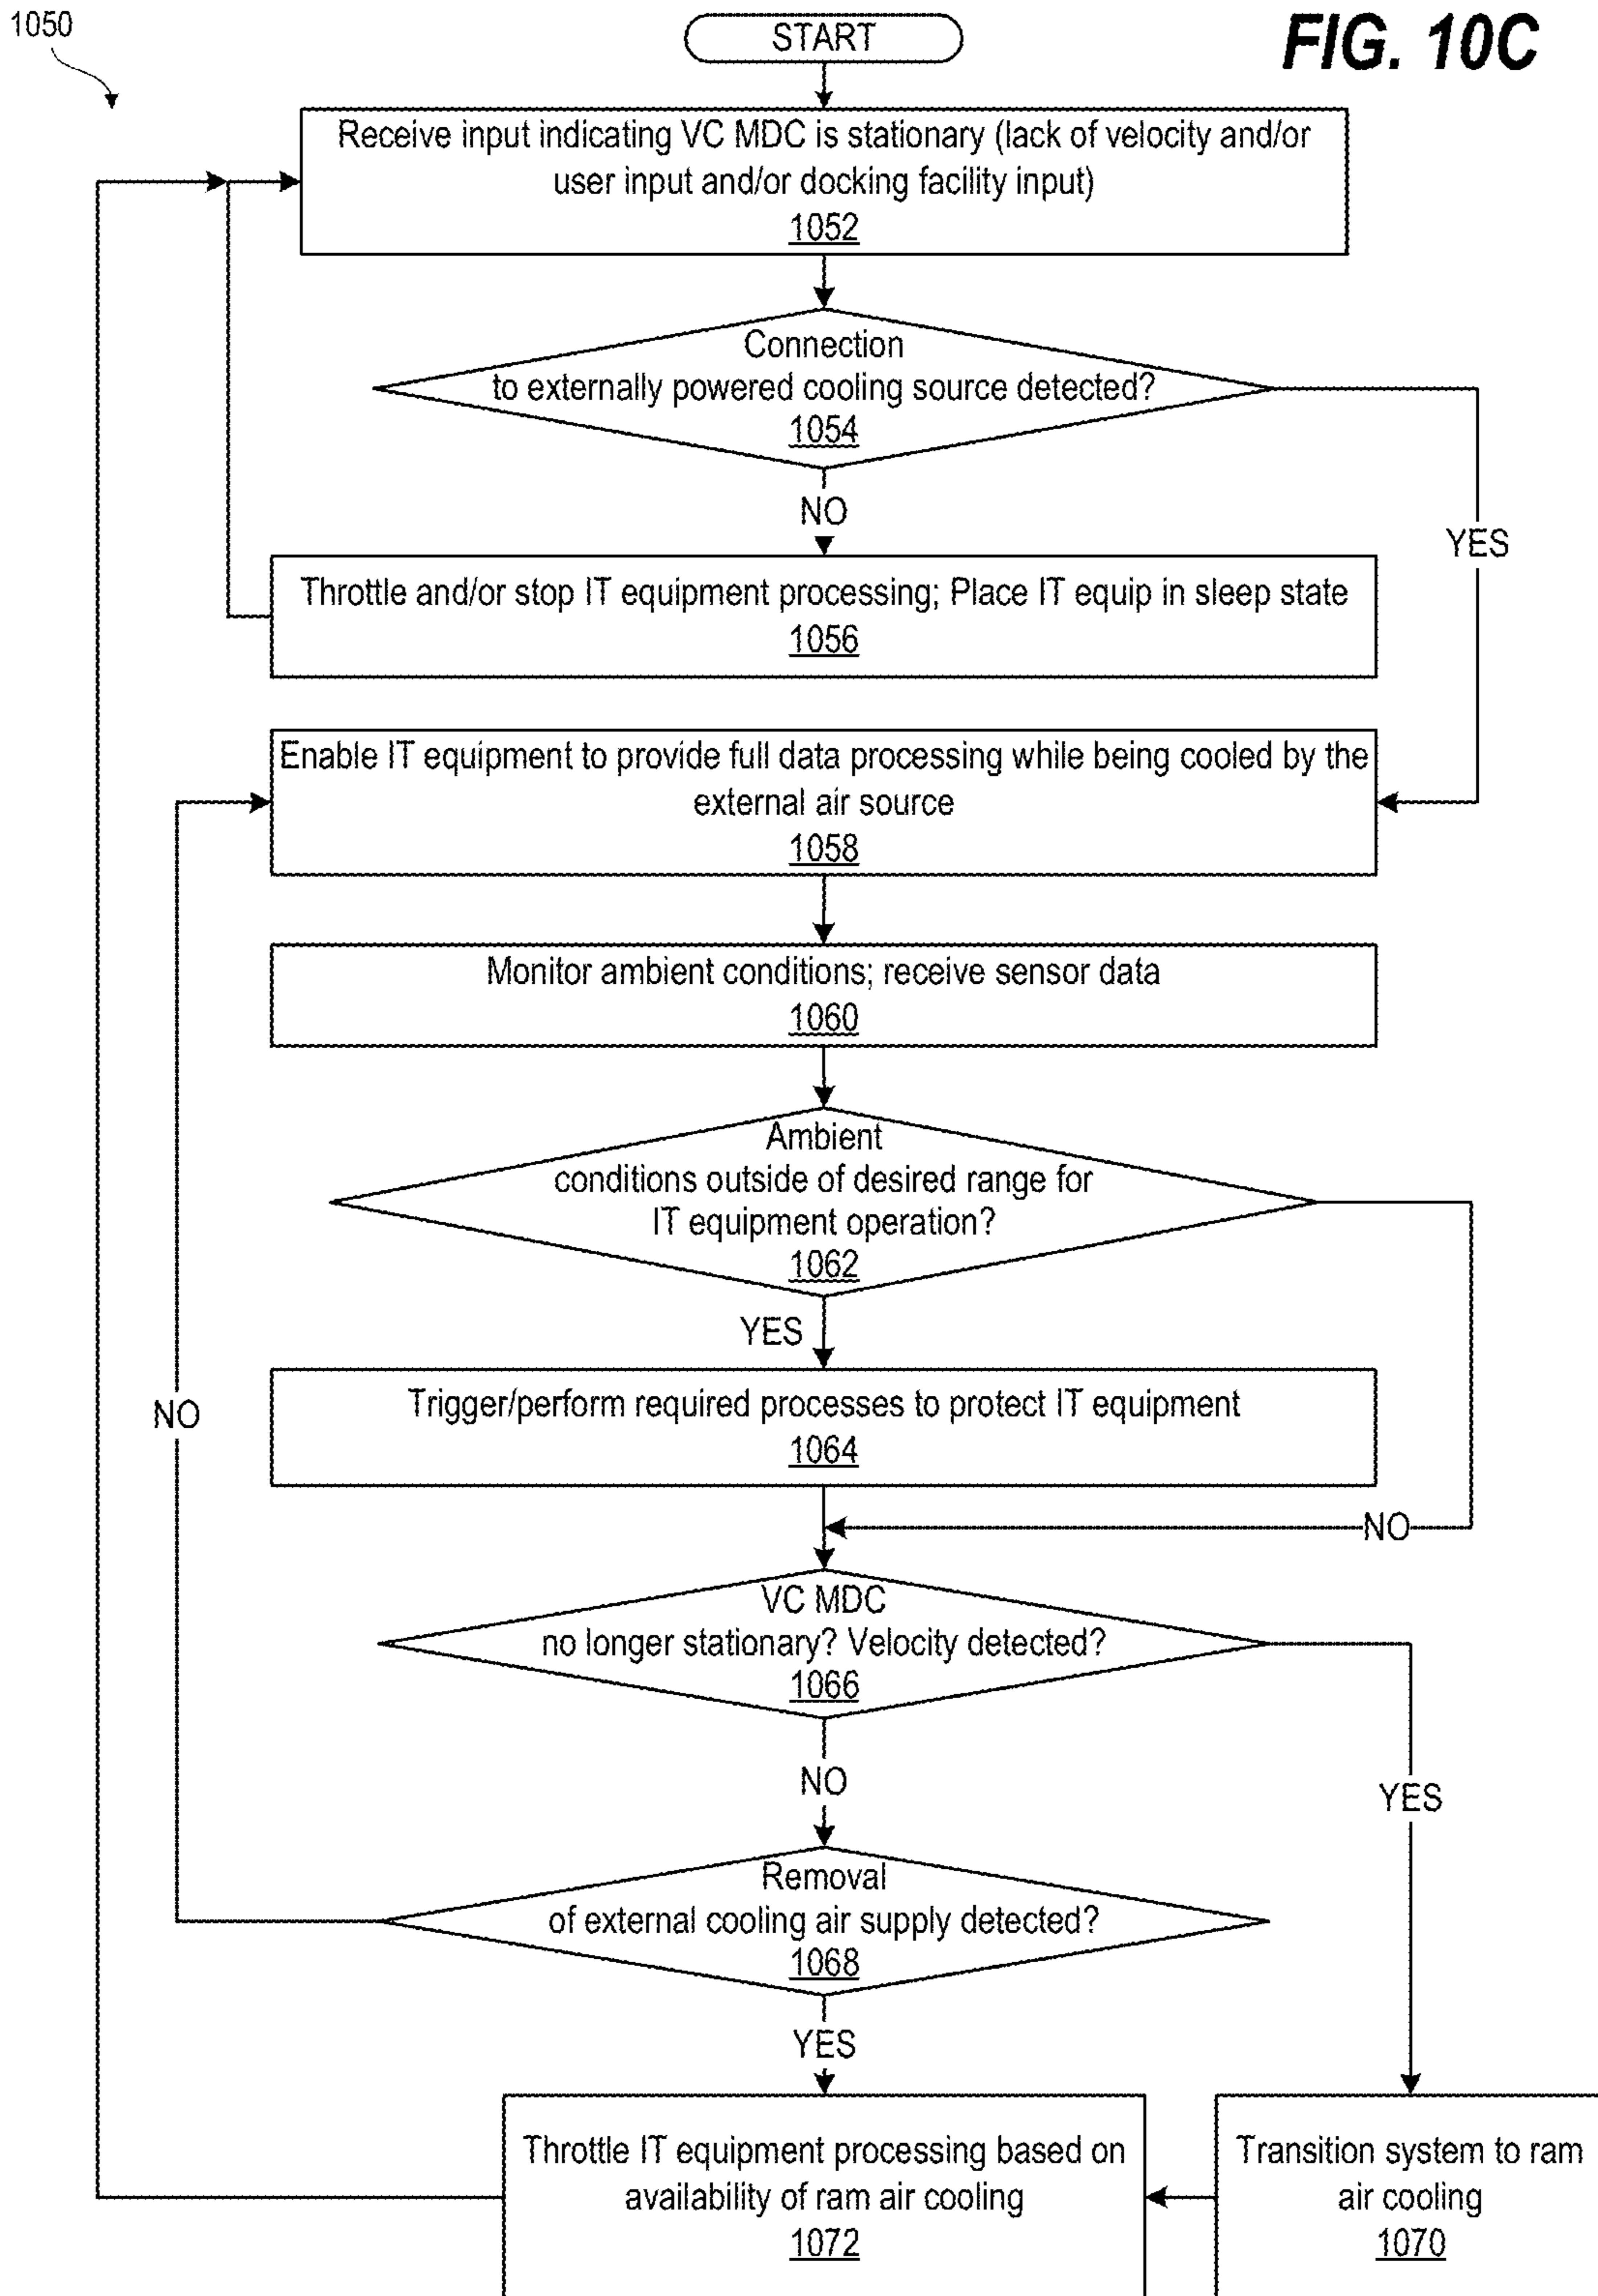 1050
START
FIG. 10C
Receive input indicating VC MDC is stationary (lack of velocity and/or
user input and/or docking facility input)
1052
Connection
to externally powered cooling source detected?
1054
NO
YES
Throttle and/or stop IT equipment processing; Place IT equip in sleep state
1056
Enable IT equipment to provide full data processing while being cooled by the
external air source
1058
Monitor ambient conditions; receive sensor data
1060
Ambient
conditions outside of desired range for
IT equipment operation?
1062
YES
Trigger/perform required processes to protect IT equipment
1064
NO
NO
VC MDC
no longer stationary? Velocity detected?
1066
NO
YES
Removal
of external cooling air supply detected?
1068
YES
Throttle IT equipment processing based on
availability of ram air cooling
1072
Transition system to ram
air cooling
1070